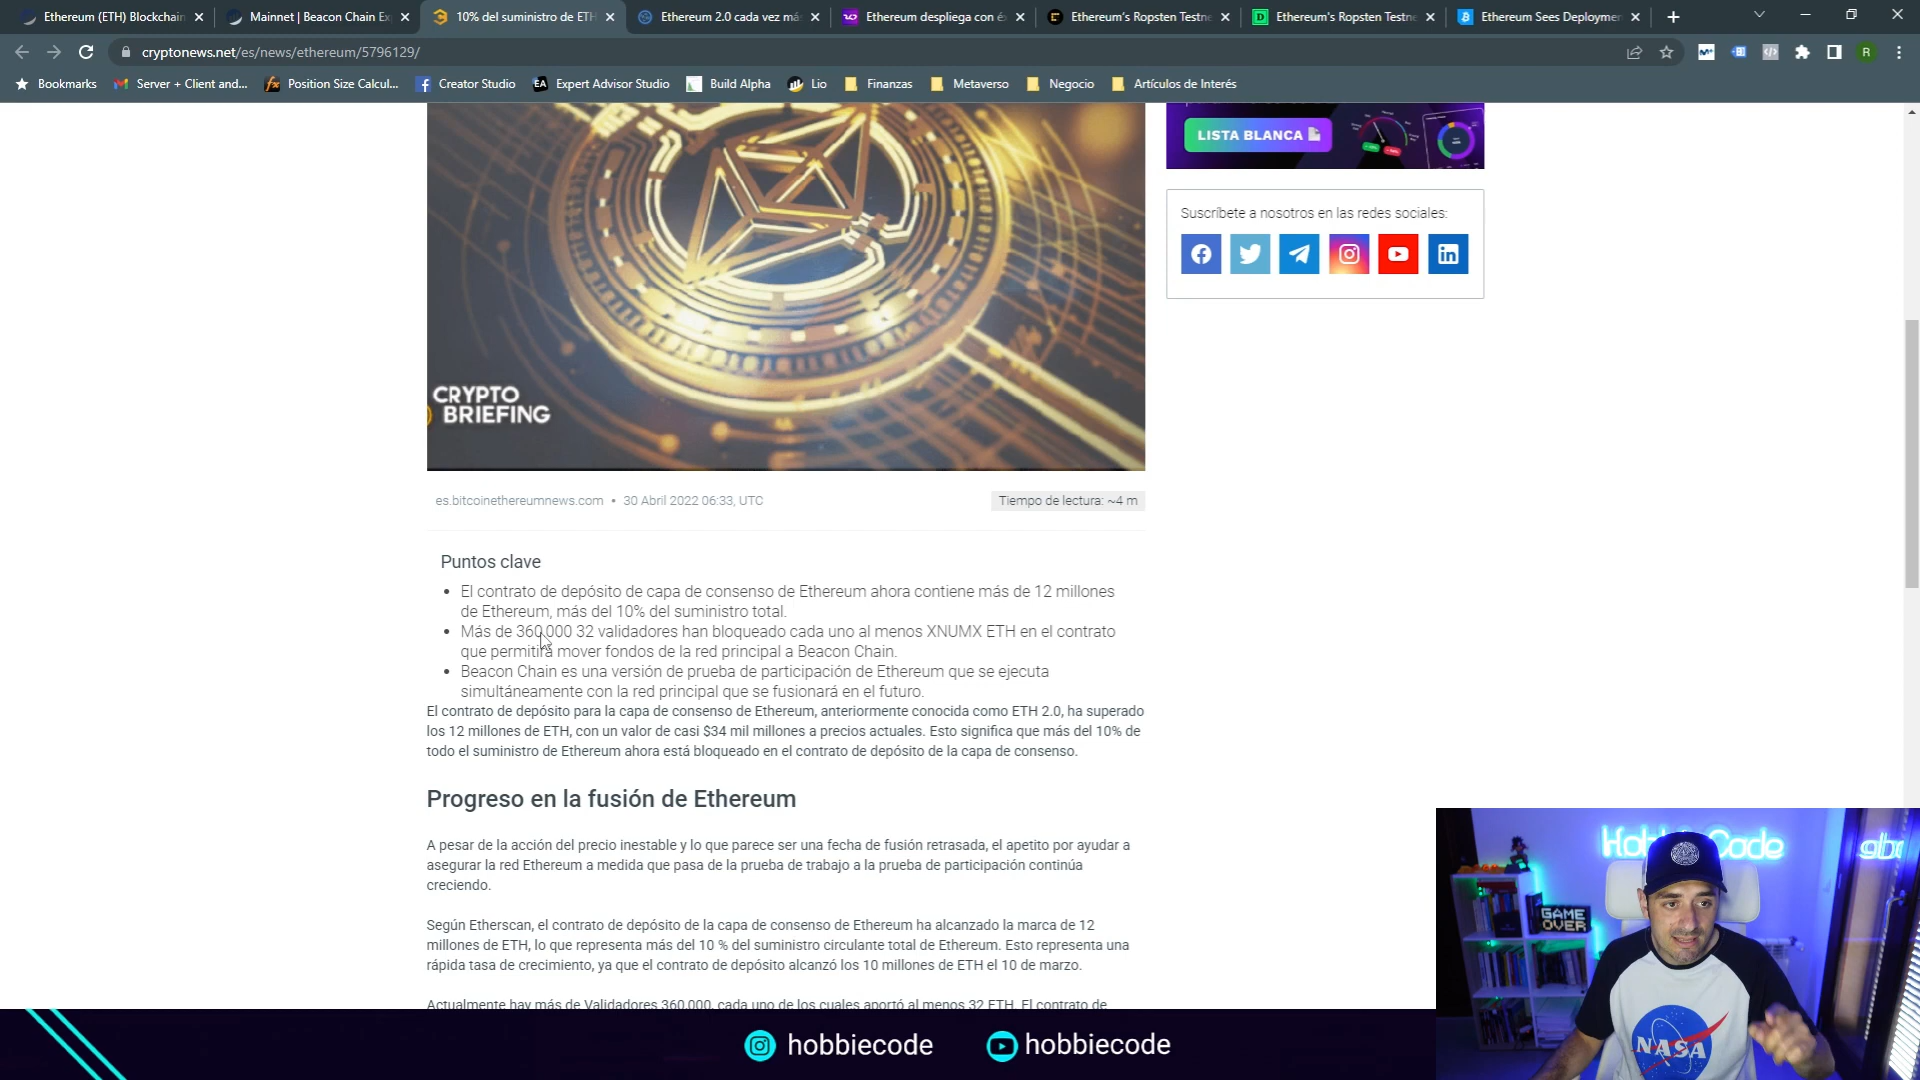 Ethereum (ETH) Blockchain
Mainnet | Beacon Chain Ex
10% del suministro de ETH
Ethereum 2.0 cada vez má
Ethereum despliega con éx
Ethereum's Ropsten Testne
Ethereum's Ropsten Testne
Ethereum Sees Deploymen
cryptonews.net/es/news/ethereum/5796129/
R
Bookmarks
Server + Client and...
Position Size Calcul...
Creator Studio
EA
Expert Advisor Studio
Build Alpha
Lio
Finanzas
Metaverso
Negocio
Artículos de Interés
LISTA BLANCA
Suscríbete a nosotros en las redes sociales:
CRYPTO
BRIEFING
es.bitcoinethereumnews.com • 30 Abril 2022 06:33, UTC
Tiempo de lectura: ~4 m
Puntos clave
• El contrato de depósito de capa de consenso de Ethereum ahora contiene más de 12 millones
de Ethereum, más del 10% del suministro total.
• Más de 360,000 32 validadores han bloqueado cada uno al menos XNUMX ETH en el contrato
que permitirá mover fondos de la red principal a Beacon Chain.
• Beacon Chain es una versión de prueba de participación de Ethereum que se ejecuta
simultáneamente con la red principal que se fusionará en el futuro.
El contrato de depósito para la capa de consenso de Ethereum, anteriormente conocida como ETH 2.0, ha superado
los 12 millones de ETH, con un valor de casi $34 mil millones a precios actuales. Esto significa que más del 10% de
todo el suministro de Ethereum ahora está bloqueado en el contrato de depósito de la capa de consenso.
Progreso en la fusión de Ethereum
A pesar de la acción del precio inestable y lo que parece ser una fecha de fusión retrasada, el apetito por ayudar a
asegurar la red Ethereum a medida que pasa de la prueba de trabajo a la prueba de participación continúa
creciendo.
Según Etherscan, el contrato de depósito de la capa de consenso de Ethereum ha alcanzado la marca de 12
millones de ETH, lo que representa más del 10 % del suministro circulante total de Ethereum. Esto representa una
rápida tasa de crecimiento, ya que el contrato de depósito alcanzó los 10 millones de ETH el 10 de marzo.
Actualmente hay más de Validadores 360.000, cada uno de los cuales aportó al menos 32 ETH. El contrato de
GAME
OVER
NASA
hobbiecode
hobbiecode